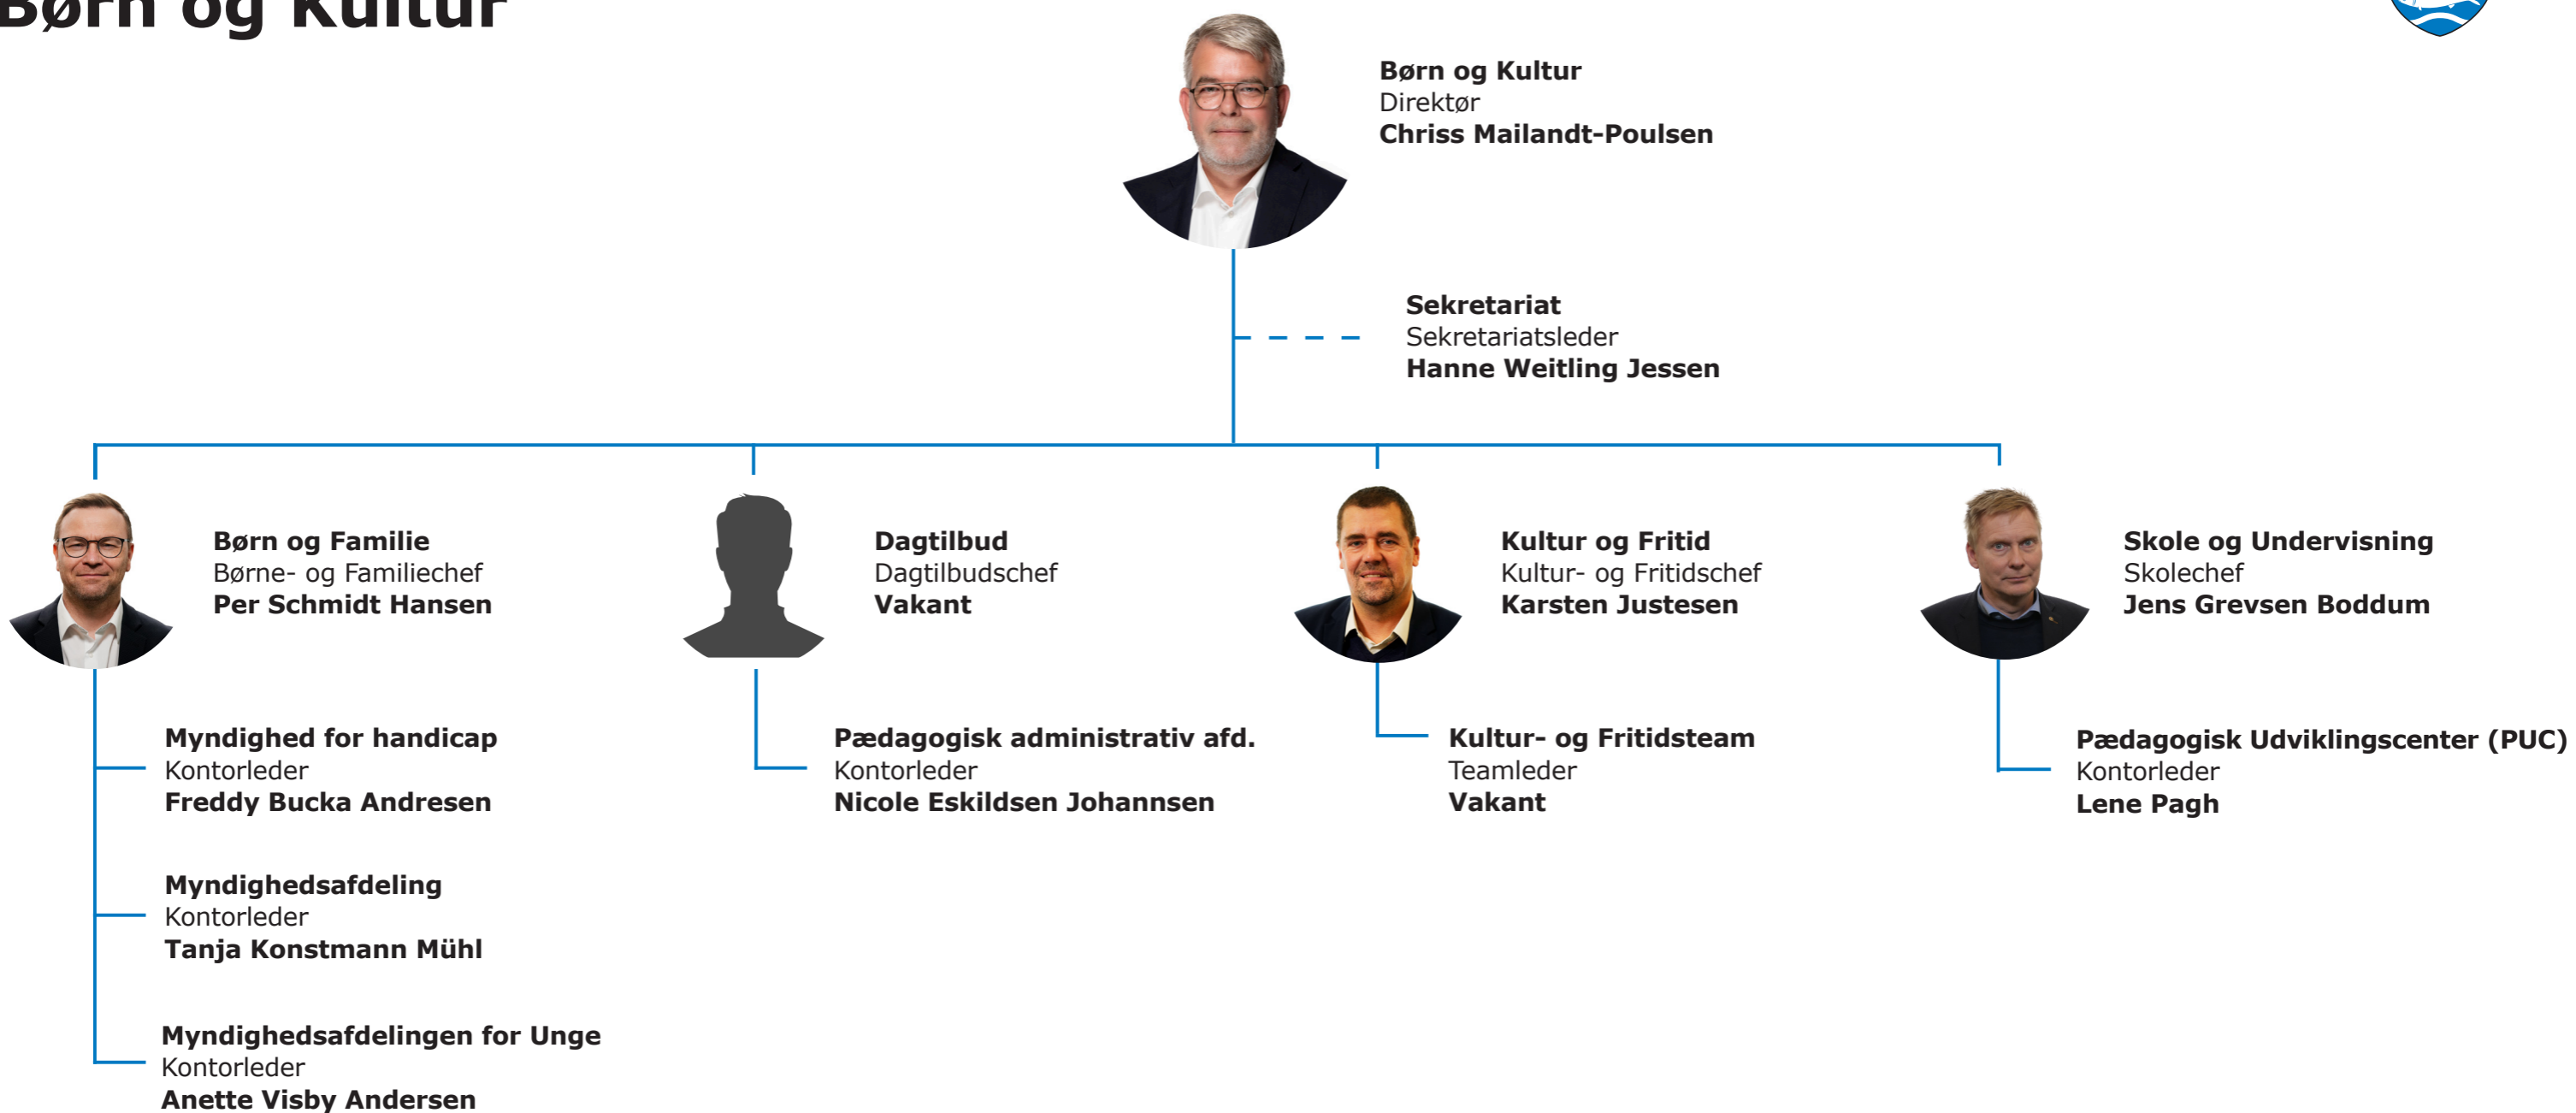 Børn og Kultur
Børn og Kultur
Direktør
Chriss Mailandt-Poulsen
Sekretariat
Sekretariatsleder
Hanne Weitling Jessen
Børn og Familie
Børne- og Familiechef
Per Schmidt Hansen
Dagtilbud
Dagtilbudschef
Vakant
Kultur og Fritid
Kultur- og Fritidschef
Karsten Justesen
Skole og Undervisning
Skolechef
Jens Grevsen Boddum
Myndighed for handicap
Kontorleder
Freddy Bucka Andresen
Pædagogisk administrativ afd.
Kontorleder
Nicole Eskildsen Johannsen
Kultur- og Fritidsteam
Teamleder
Vakant
Pædagogisk Udviklingscenter (PUC)
Kontorleder
Lene Pagh
Myndighedsafdeling
Kontorleder
Tanja Konstmann Mühl
Myndighedsafdelingen for Unge
Kontorleder
Anette Visby Andersen